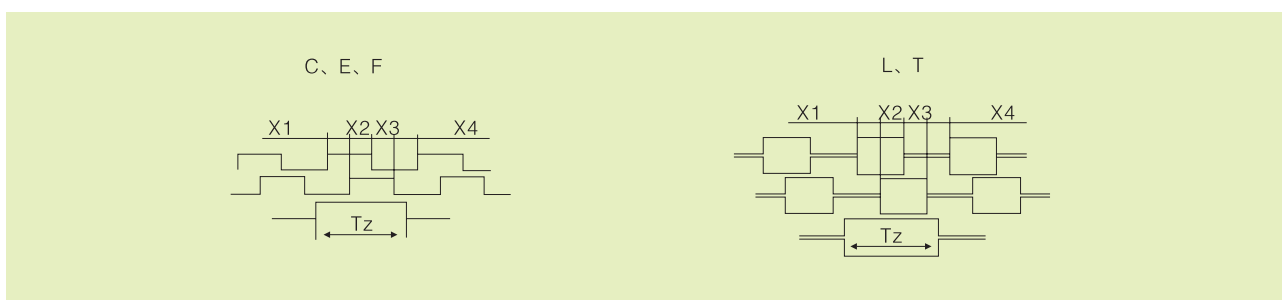 C、E、F
X1 X2 X3 X4
Tz
L、T
X1 X2 X3 X4
Tz